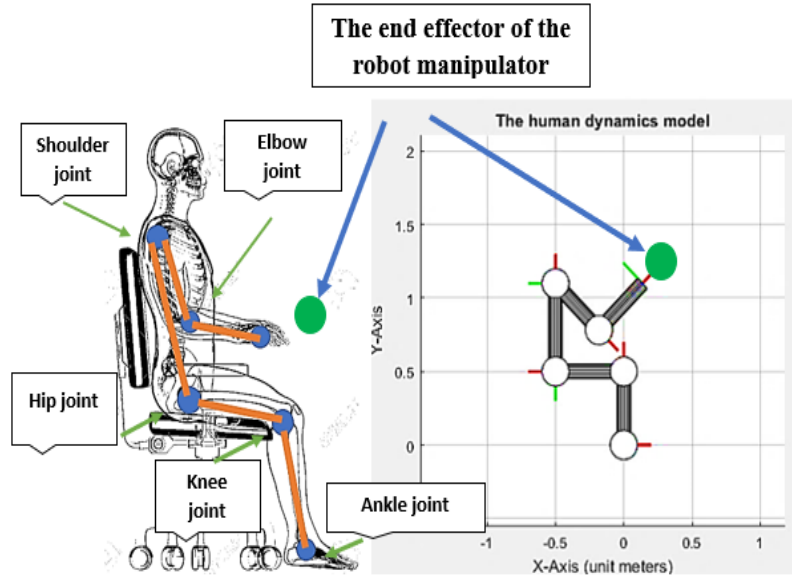 The end effector of the
robot manipulator
Shoulder
joint
Elbow
joint
Hip joint
Knee
joint
Ankle joint
The human dynamics model
2
1.5
1
0.5
0
Y-Axis
-1
-0.5
0
0.5
1
X-Axis (unit meters)